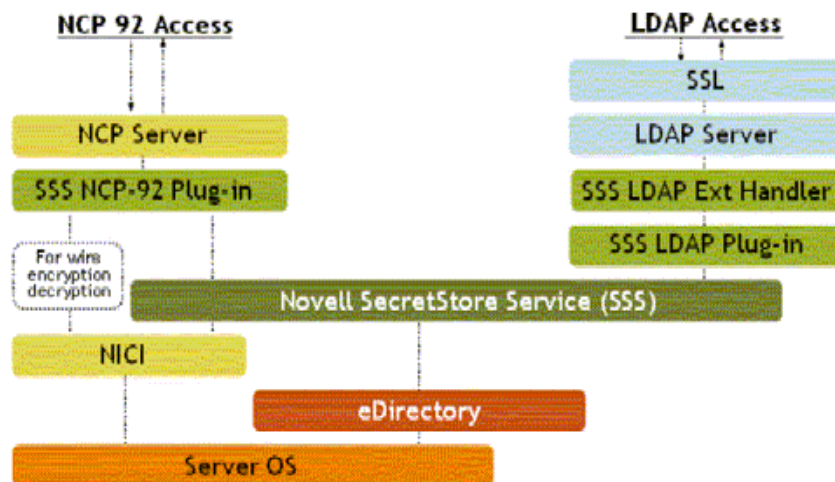 NCP 92 Access
LDAP Access
SSL
NCP Server
LDAP Server
SSS NCP-92 Plug-in
SSS LDAP Ext Handler
For wire
encryption
decryption
SSS LDAP Plug-in
Novell SecretStore Service (SSS)
NICI
eDirectory
Server OS